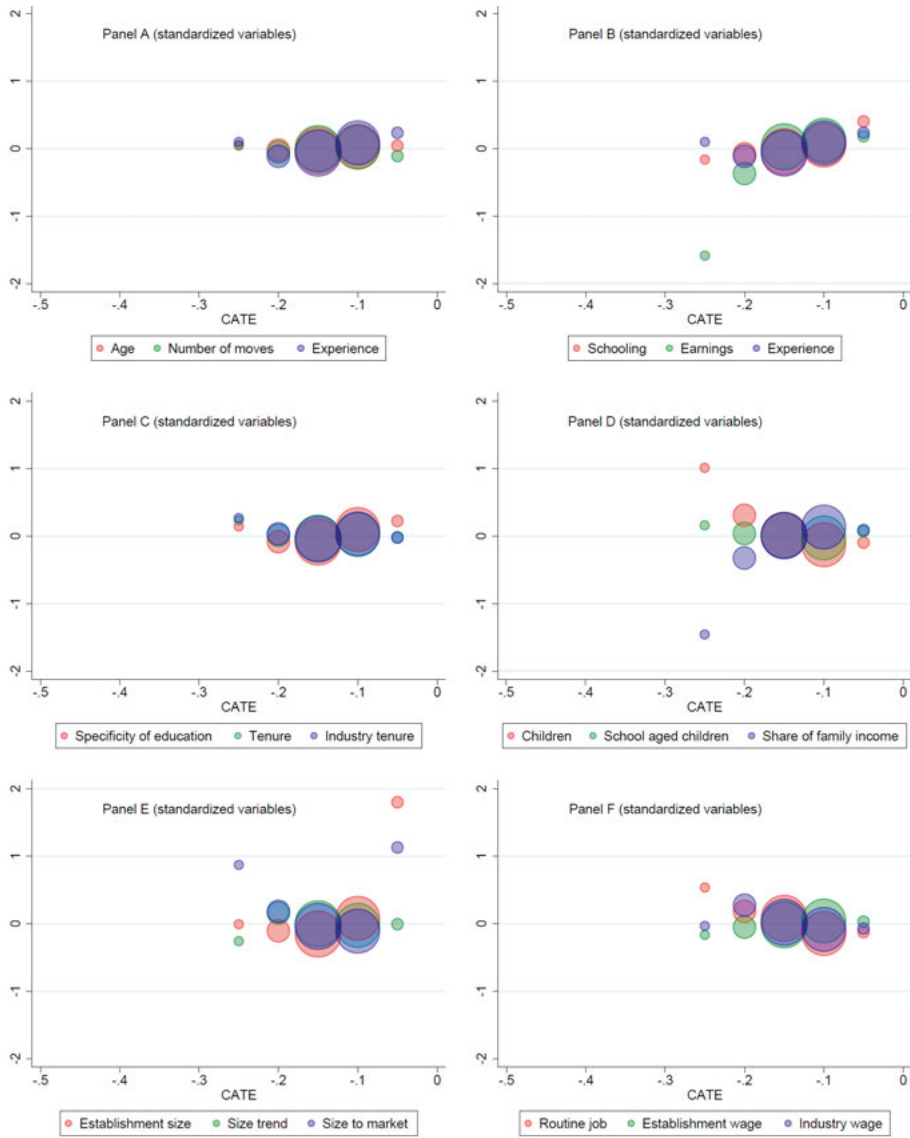 2
Panel A (standardized variables)
1
0
-1
-2
-.5 -.4 -.3 -.2 -.1 0
CATE
Age Number of moves Experience
2
Panel B (standardized variables)
1
0
-1
-2
-.5 -.4 -.3 -.2 -.1 0
CATE
Schooling Earnings Experience
2
Panel C (standardized variables)
1
0
-1
-2
-.5 -.4 -.3 -.2 -.1 0
CATE
Specificity of education Tenure Industry tenure
2
Panel D (standardized variables)
1
0
-1
-2
-.5 -.4 -.3 -.2 -.1 0
CATE
Children School aged children Share of family income
2
Panel E (standardized variables)
1
0
-1
-2
-.5 -.4 -.3 -.2 -.1 0
CATE
Establishment size Size trend Size to market
2
Panel F (standardized variables)
1
0
-1
-2
-.5 -.4 -.3 -.2 -.1 0
CATE
Routine job Establishment wage Industry wage